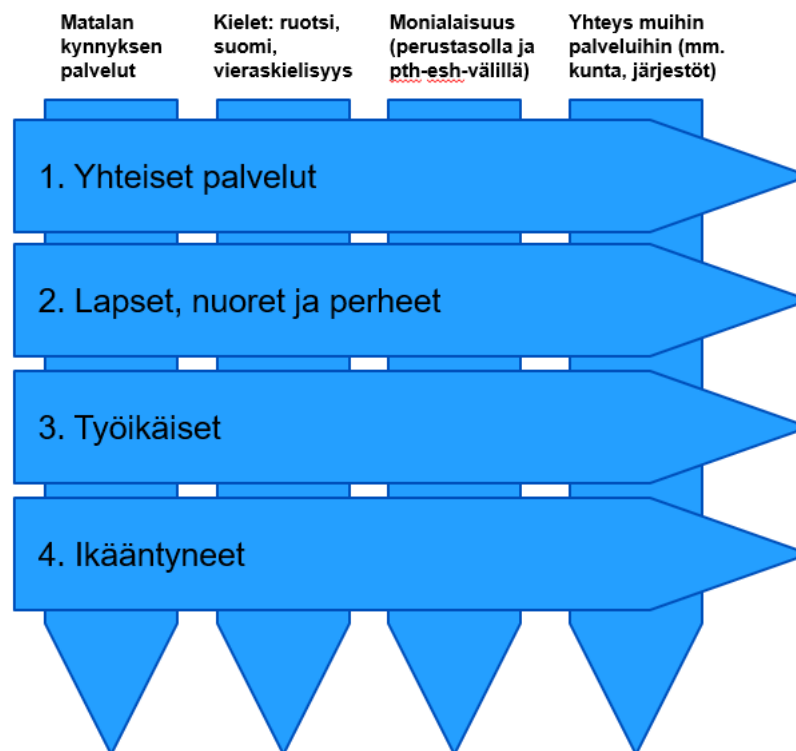 Matalan
kynnyksen
palvelut
Kielet: ruotsi,
suomi,
vieraskielisyys
Monialaisuus
(perustasolla ja
pth-esh-välillä)
Yhteys muihin
palveluihin (mm.
kunta, järjestöt)
1. Yhteiset palvelut
2. Lapset, nuoret ja perheet
3. Työikäiset
4. Ikääntyneet